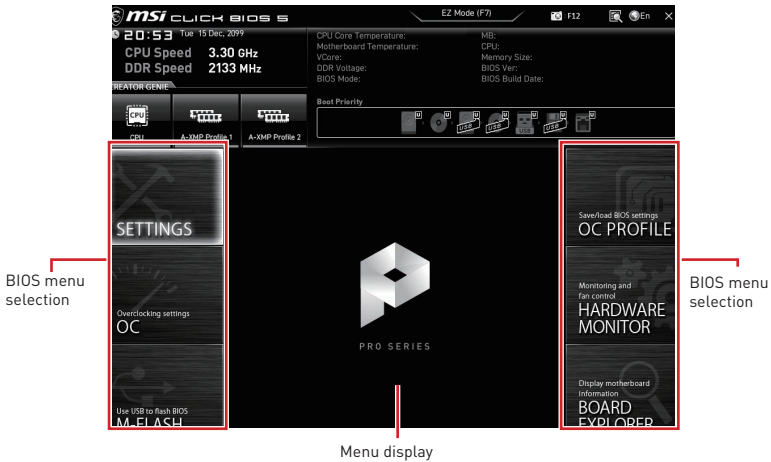 msi CLICK BIOS 5
EZ Mode (F7)
F12
En
20:53 Tue 15 Dec, 2099
CPU Speed 3.30 GHz
DDR Speed 2133 MHz
CREATOR GENIE
CPU
CPU
A-XMP Profile 1
A-XMP Profile 2
CPU Core Temperature:
Motherboard Temperature:
VCore:
DDR Voltage:
BIOS Mode:
MB:
CPU:
Memory Size:
BIOS Ver:
BIOS Build Date:
Boot Priority
U U U U U U U
USB USB USB USB
SETTINGS
Overclocking settings
OC
Use USB to flash BIOS
M-FLASH
PRO SERIES
Save/load BIOS settings
OC PROFILE
Monitoring and
fan control
HARDWARE
MONITOR
Display motherboard
information
BOARD
EXPLORER
BIOS menu
selection
BIOS menu
selection
Menu display